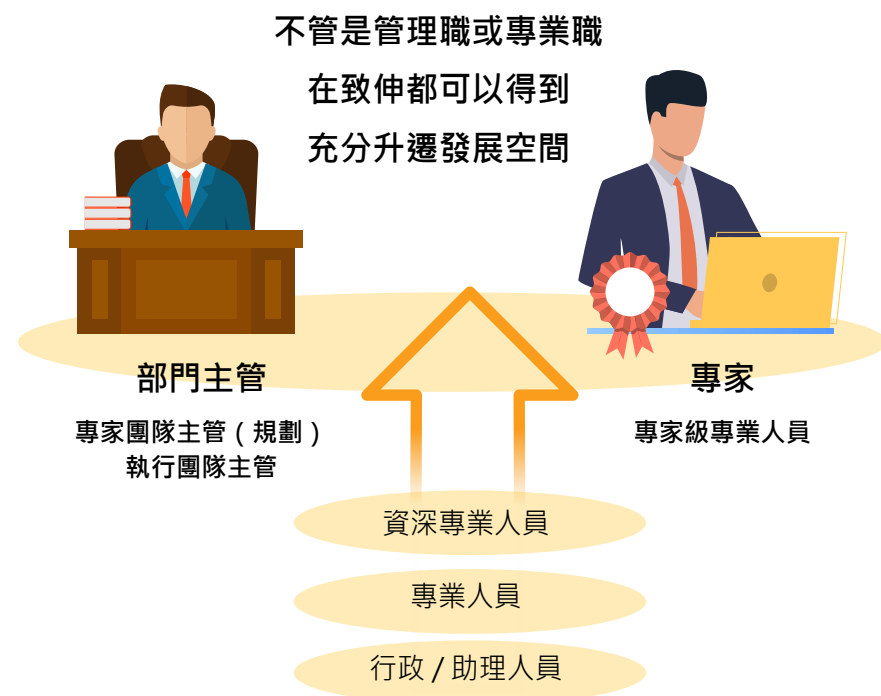 不管是管理職或專業職
在致伸都可以得到
充分升遷發展空間
部門主管
專家團隊主管（規劃）
執行團隊主管
專家
專家級專業人員
資深專業人員
專業人員
行政 / 助理人員